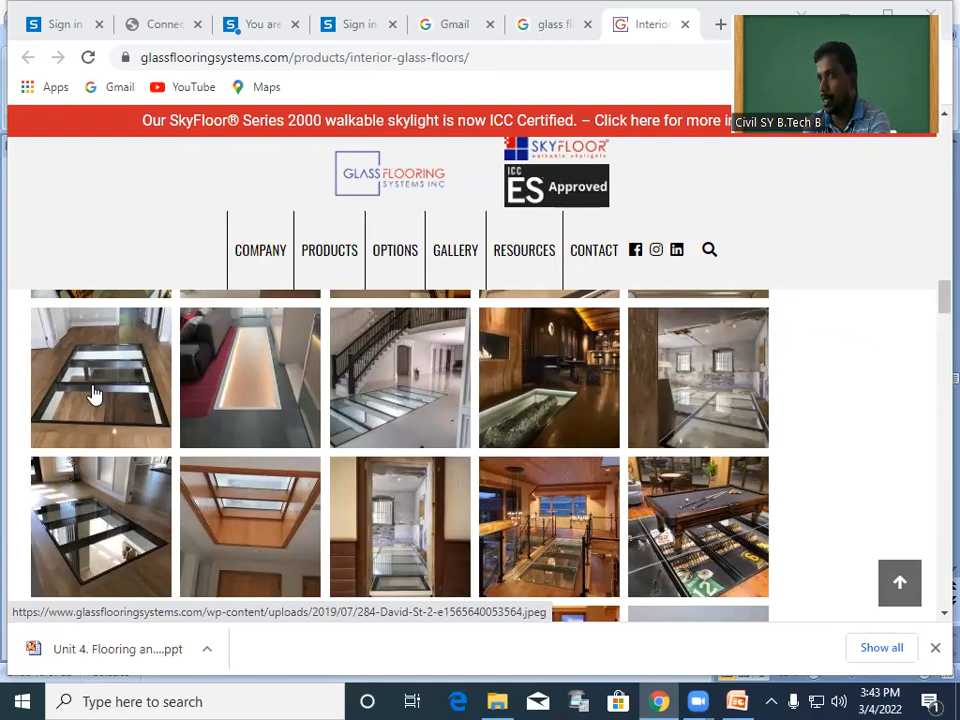 Sign in
Connec
You are
Sign in
Gmail
glass fl
Interio
glassflooringsystems.com/products/interior-glass-floors/
Apps
Gmail
YouTube
Maps
Our SkyFloor® Series 2000 walkable skylight is now ICC Certified. – Click here for more in
Civil SY B.Tech B
GLASSFLOORING
SYSTEMS INC
SKYFLOOR®
walkable skylights
ICC
ES Approved
COMPANY
PRODUCTS
OPTIONS
GALLERY
RESOURCES
CONTACT
12
6
https://www.glassflooringsystems.com/wp-content/uploads/2019/07/284-David-St-2-e1565640053564.jpeg
Unit 4. Flooring an....ppt
Show all
Type here to search
3:43 PM
3/4/2022
1